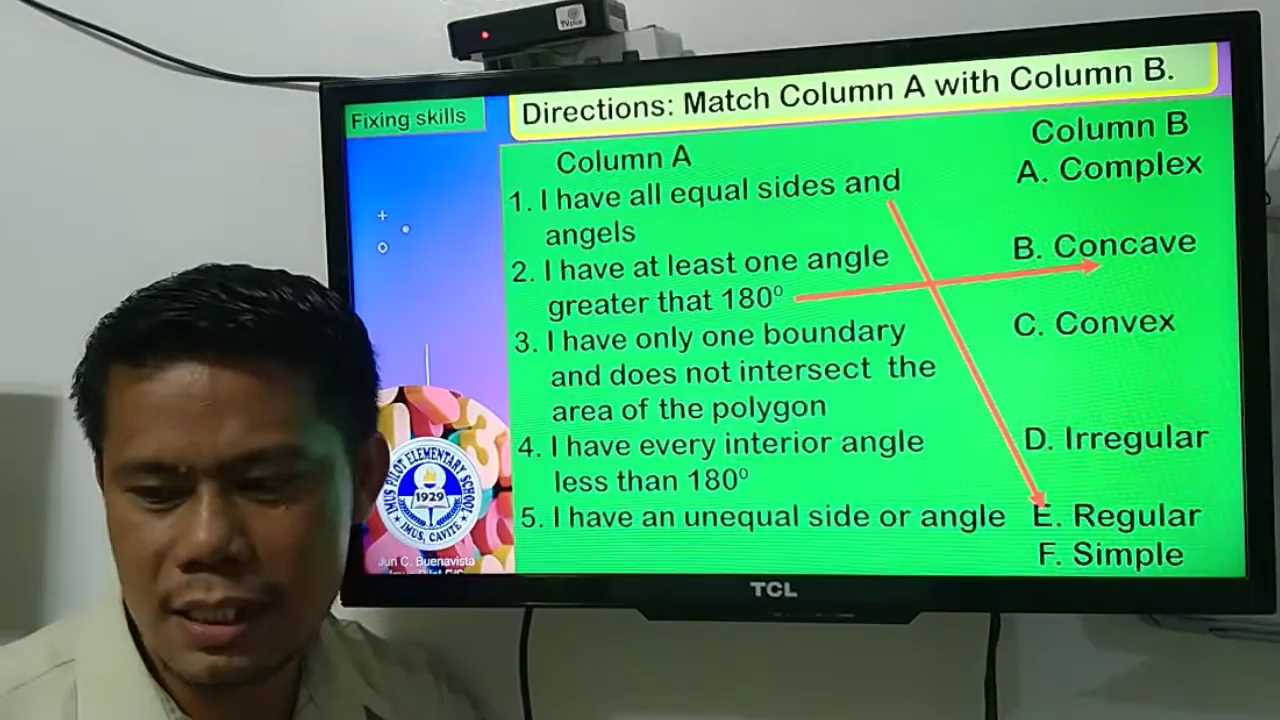 TVplus
Fixing skills
Directions: Match Column A with Column B.
Column A
1. I have all equal sides and
angels
2. I have at least one angle
greater that 180⁰
3. I have only one boundary
and does not intersect the
area of the polygon
4. I have every interior angle
less than 180⁰
5. I have an unequal side or angle
Column B
A. Complex
B. Concave
C. Convex
D. Irregular
E. Regular
F. Simple
IMUS PILOT ELEMENTARY SCHOOL
1929
IMUS, CAVITE
Jun C. Buenavista
TCL